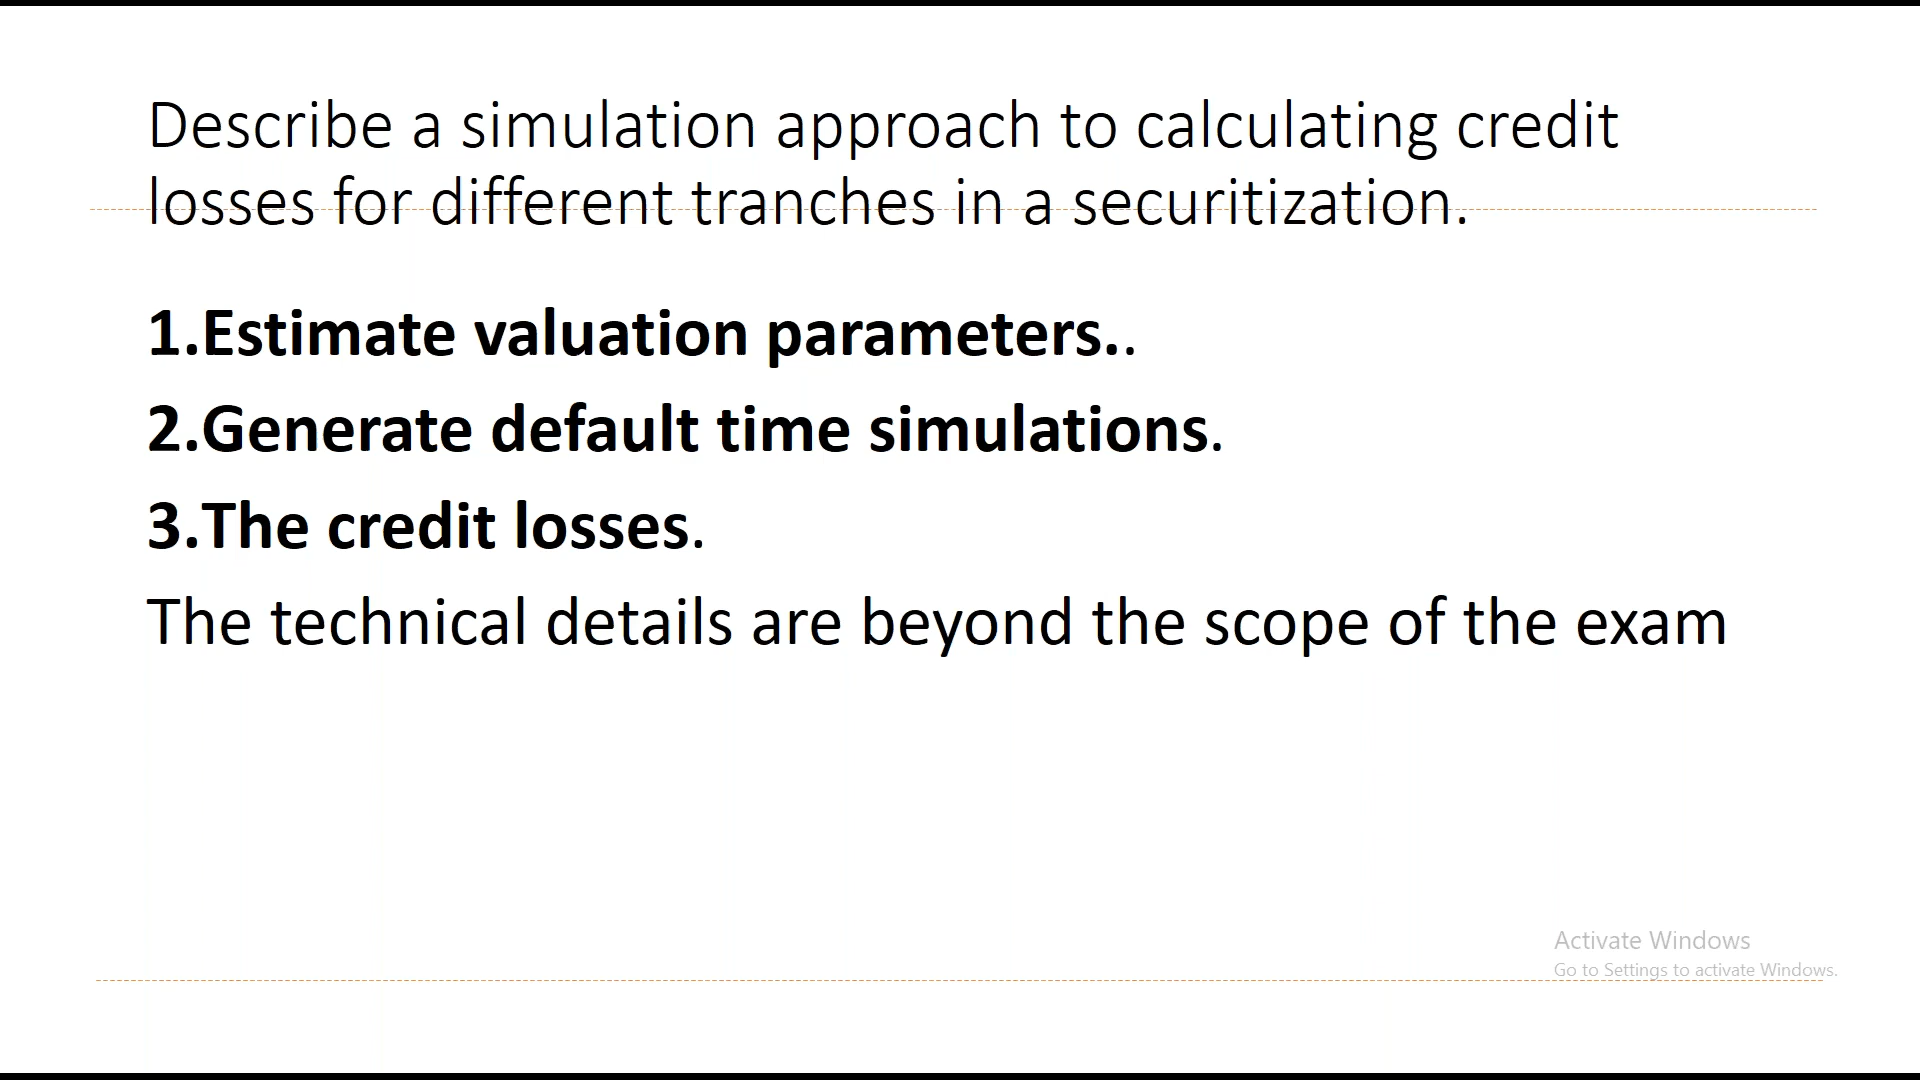 Describe a simulation approach to calculating credit
losses for different tranches in a securitization.
1.Estimate valuation parameters..
2.Generate default time simulations.
3.The credit losses.
The technical details are beyond the scope of the exam
Activate Windows
Go to Settings to activate Windows.